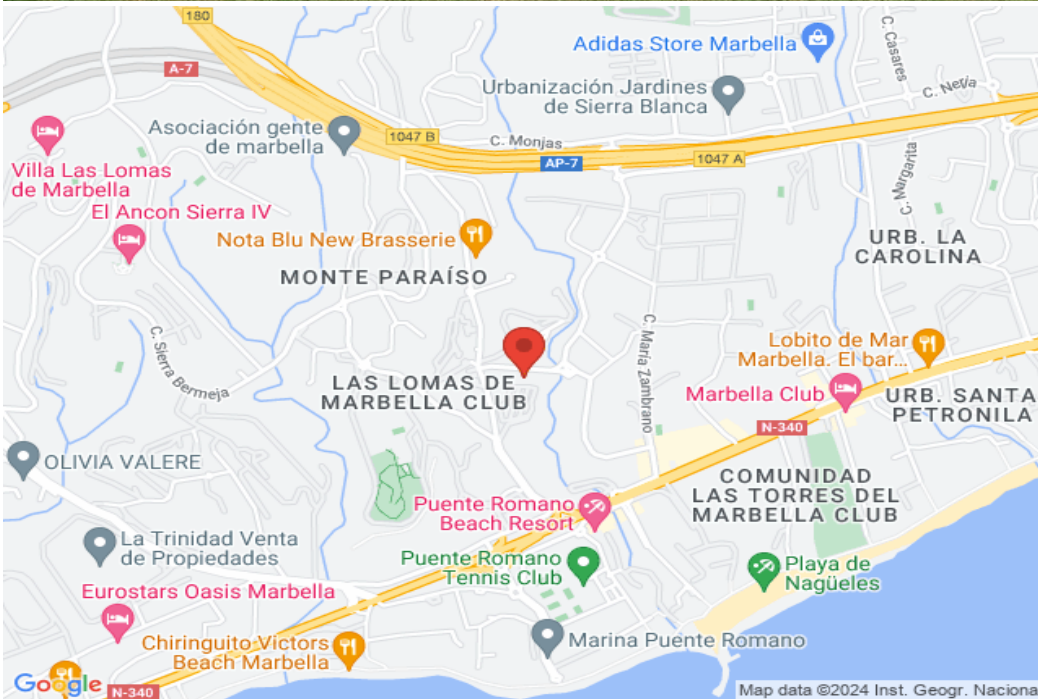 180
Adidas Store Marbella
C. Casares
A-7
Urbanización Jardines
de Sierra Blanca
C. Nería
Asociación gente
de marbella
1047 B
C. Monjas
1047 A
AP-7
Villa Las Lomas
de Marbella
C. Margarita
El Ancon Sierra IV
Nota Blu New Brasserie
URB. LA
CAROLINA
MONTE PARAÍSO
C. Sierra Bermeja
C. María Zambrano
Lobito de Mar
Marbella. El bar...
LAS LOMAS DE
MARBELLA CLUB
Marbella Club
URB. SANTA
PETRONILA
N-340
OLIVIA VALERE
COMUNIDAD
LAS TORRES DEL
MARBELLA CLUB
Puente Romano
Beach Resort
La Trinidad Venta
de Propiedades
Puente Romano
Tennis Club
Playa de
Nagüeles
Eurostars Oasis Marbella
Chiringuito Victors
Beach Marbella
Marina Puente Romano
Google
N-340
Map data ©2024 Inst. Geogr. Naciona